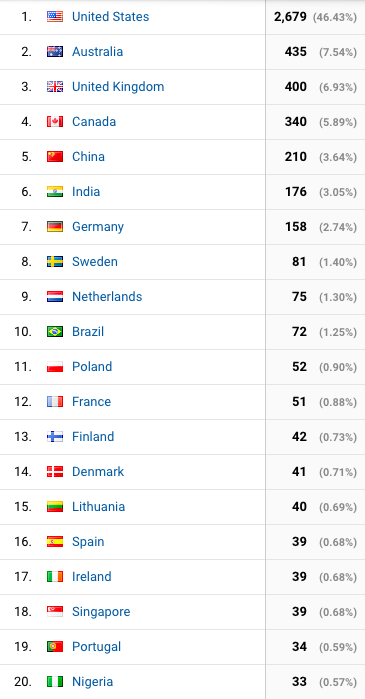 1. United States 2,679 (46.43%)
2. Australia 435 (7.54%)
3. United Kingdom 400 (6.93%)
4. Canada 340 (5.89%)
5. China 210 (3.64%)
6. India 176 (3.05%)
7. Germany 158 (2.74%)
8. Sweden 81 (1.40%)
9. Netherlands 75 (1.30%)
10. Brazil 72 (1.25%)
11. Poland 52 (0.90%)
12. France 51 (0.88%)
13. Finland 42 (0.73%)
14. Denmark 41 (0.71%)
15. Lithuania 40 (0.69%)
16. Spain 39 (0.68%)
17. Ireland 39 (0.68%)
18. Singapore 39 (0.68%)
19. Portugal 34 (0.59%)
20. Nigeria 33 (0.57%)